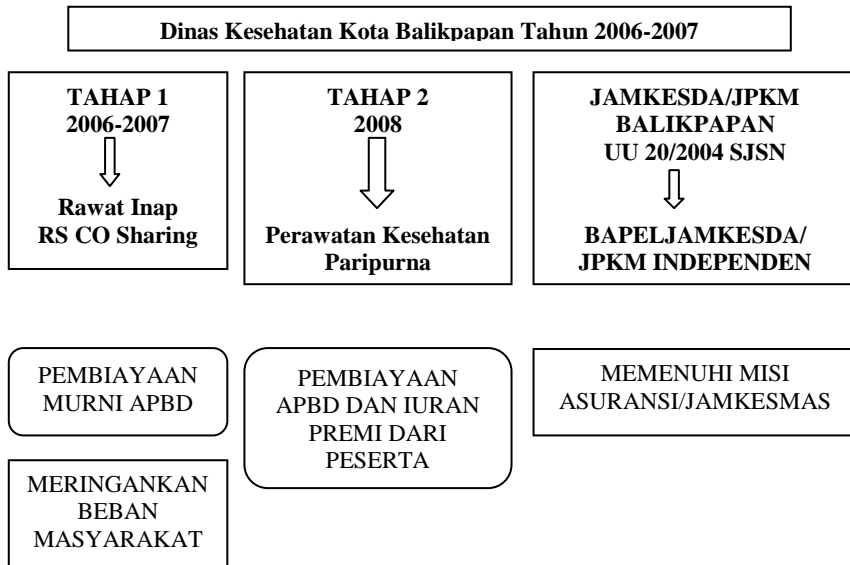 Dinas Kesehatan Kota Balikpapan Tahun 2006-2007
TAHAP 1
2006-2007
Rawat Inap
RS CO Sharing
TAHAP 2
2008
Perawatan Kesehatan
Paripurna
JAMKESDA/JPKM
BALIKPAPAN
UU 20/2004 SJSN
BAPELJAMKESDA/
JPKM INDEPENDEN
PEMBIAYAAN
MURNI APBD
PEMBIAYAAN
APBD DAN IURAN
PREMI DARI
PESERTA
MEMENUHI MISI
ASURANSI/JAMKESMAS
MERINGANKAN
BEBAN
MASYARAKAT